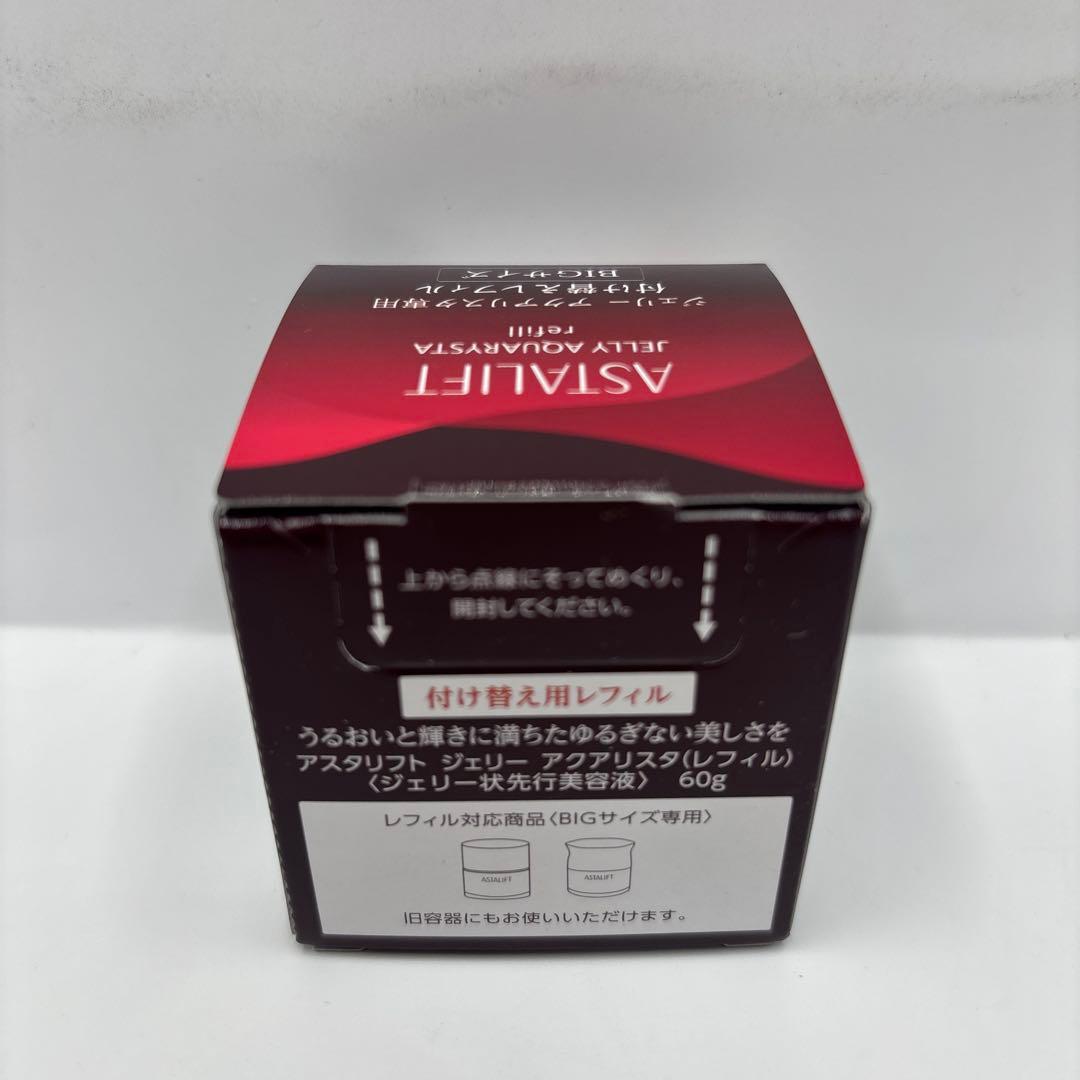 ASTALIFT
JELLY AQUARYSTA
refill
ジェリー アクアリスタ専用
付け替えレフィル
BIGサイズ
上から点線にそってめくり、
開封してください。
付け替え用レフィル
うるおいと輝きに満ちたゆるぎない美しさを
アスタリフト ジェリー アクアリスタ(レフィル)
〈ジェリー状先行美容液〉 60g
レフィル対応商品〈BIGサイズ専用〉
ASTALIFT
ASTALIFT
旧容器にもお使いいただけます。